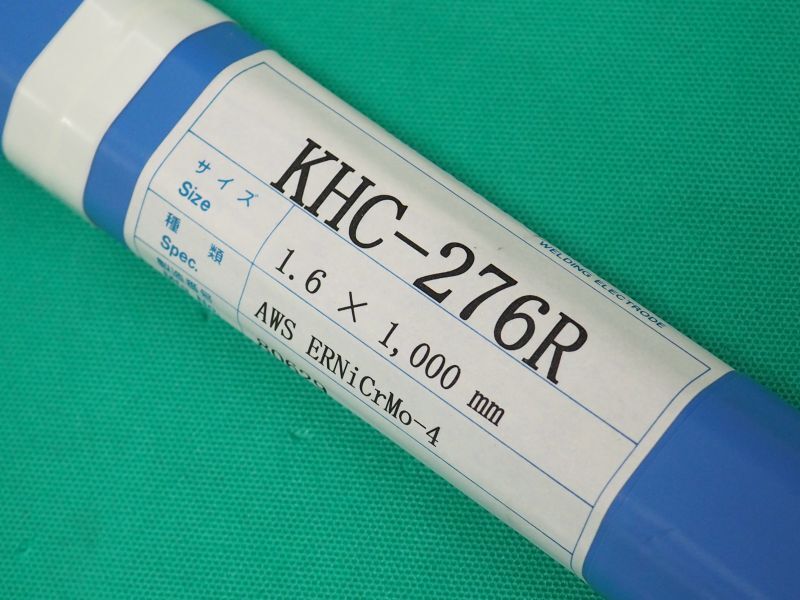 WELDING ELECTRODE
KHC-276R
サイズ
Size
1.6 × 1,000 mm
種類
Spec.
AWS ERNiCrMo-4